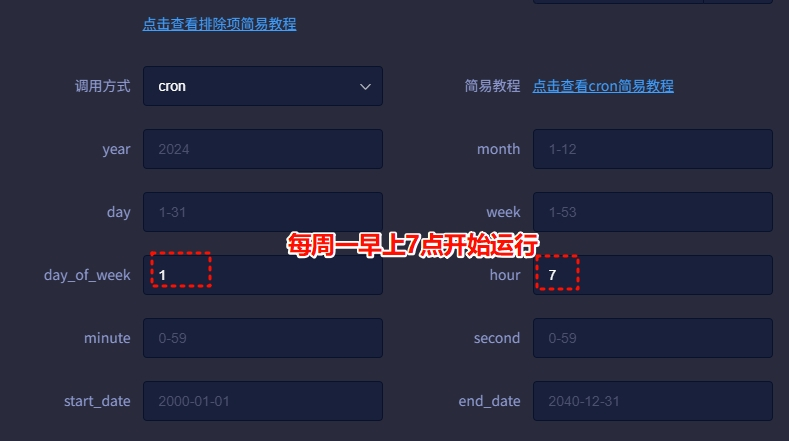 点击查看排除项简易教程
调用方式 cron 简易教程 点击查看cron简易教程
year 2024 month 1-12
day 1-31 week 1-53
每周一早上7点开始运行
day_of_week 1 hour 7
minute 0-59 second 0-59
start_date 2000-01-01 end_date 2040-12-31